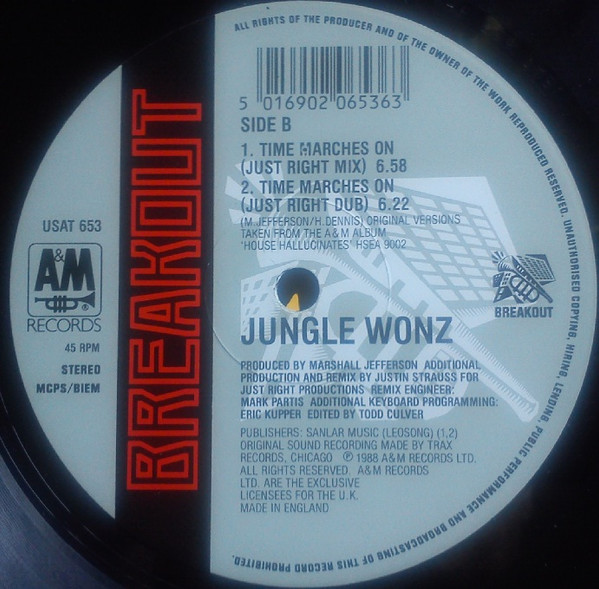 ALL RIGHTS OF THE PRODUCER AND OF THE OWNER OF THE WORK REPRODUCED RESERVED. UNAUTHORISED COPYING, HIRING, LENDING, PUBLIC PERFORMANCE AND BROADCASTING OF THIS RECORD PROHIBITED.
5 016902 065363
SIDE B
1. TIME MARCHES ON
(JUST RIGHT MIX) 6.58
2. TIME MARCHES ON
(JUST RIGHT DUB) 6.22
(M.JEFFERSON/H.DENNIS) ORIGINAL VERSIONS
TAKEN FROM THE A&M ALBUM
'HOUSE HALLUCINATES' HSEA 9002
USAT 653
A&M
®
RECORDS
45 RPM
STEREO
MCPS/BIEM
BREAKOUT
BREAKOUT
JUNGLE WONZ
PRODUCED BY MARSHALL JEFFERSON ADDITIONAL
PRODUCTION AND REMIX BY JUSTIN STRAUSS FOR
JUST RIGHT PRODUCTIONS REMIX ENGINEER:
MARK PARTIS ADDITIONAL KEYBOARD PROGRAMMING:
ERIC KUPPER EDITED BY TODD CULVER
PUBLISHERS: SANLAR MUSIC (LEOSONG) (1,2)
ORIGINAL SOUND RECORDING MADE BY TRAX
RECORDS, CHICAGO ℗ 1988 A&M RECORDS LTD.
ALL RIGHTS RESERVED. A&M RECORDS
LTD. ARE THE EXCLUSIVE
LICENSEES FOR THE U.K.
MADE IN ENGLAND